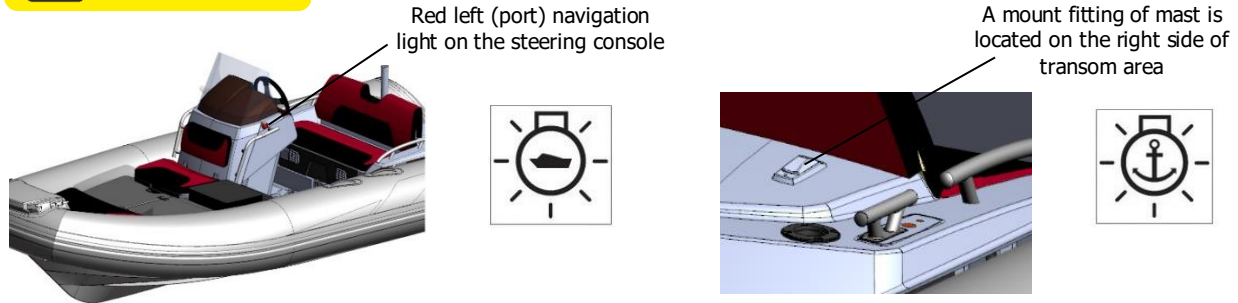 Red left (port) navigation
light on the steering console
A mount fitting of mast is
located on the right side of
transom area